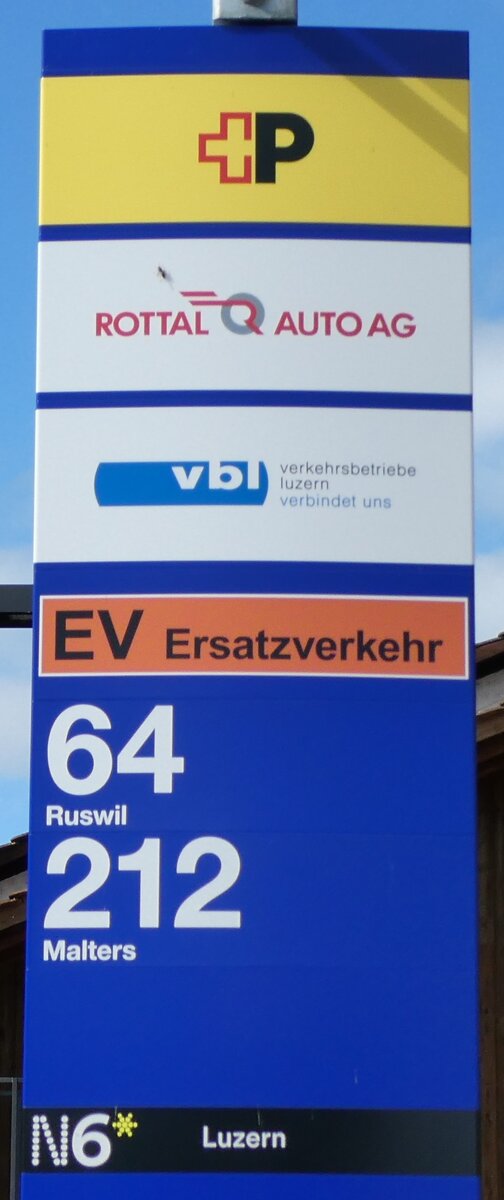 P
ROTTAL AUTO AG
vbl verkehrsbetriebe
luzern
verbindet uns
EV Ersatzverkehr
64
Ruswil
212
Malters
N6* Luzern